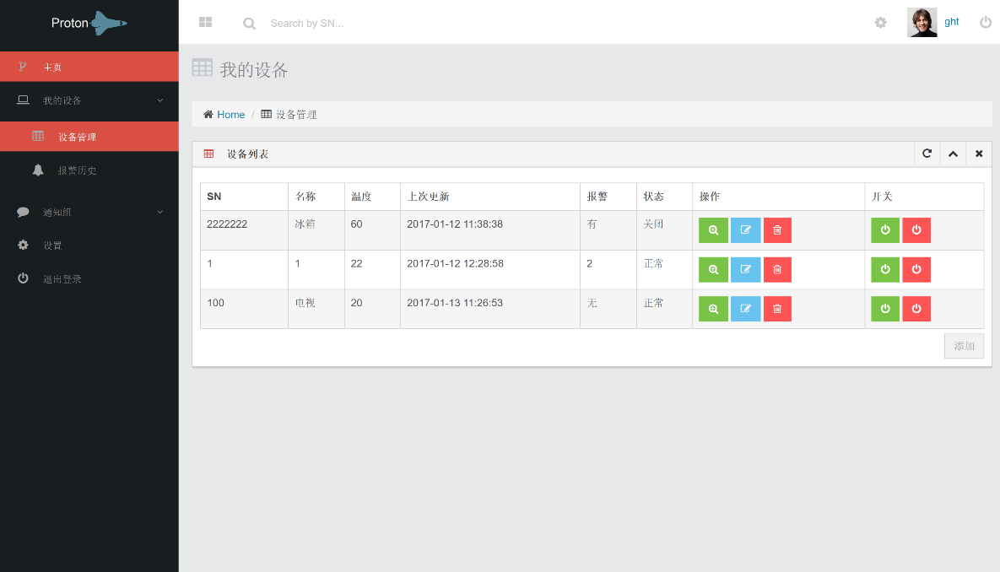 Proton
Search by SN...
ght
主页
我的设备
设备管理
报警历史
通知组
设置
退出登录
我的设备
Home / 设备管理
设备列表
SN 名称 温度 上次更新 报警 状态 操作 开关
2222222 冰箱 60 2017-01-12 11:38:38 有 关闭
1 1 22 2017-01-12 12:28:58 2 正常
100 电视 20 2017-01-13 11:26:53 无 正常
添加